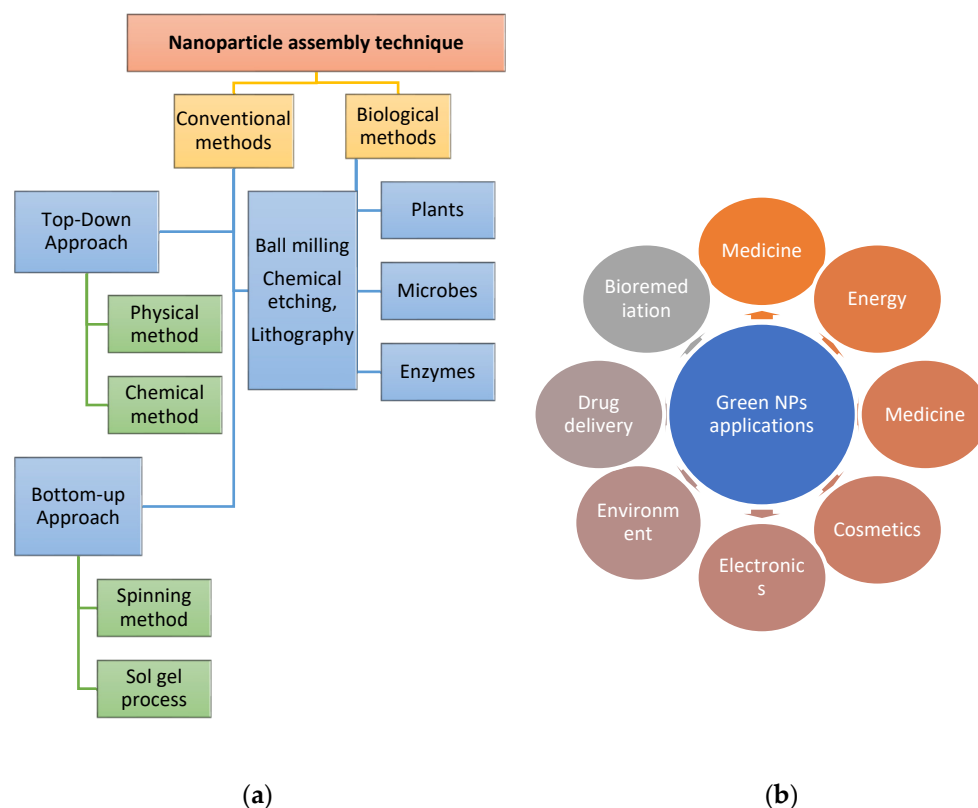 Nanoparticle assembly technique
Conventional
methods
Biological
methods
Top-Down
Approach
Physical
method
Chemical
method
Bottom-up
Approach
Spinning
method
Sol gel
process
Ball milling
Chemical
etching,
Lithography
Plants
Microbes
Enzymes
(a)
Green NPs
applications
Medicine
Energy
Medicine
Cosmetics
Electronic
s
Environm
ent
Drug
delivery
Bioremed
iation
(b)